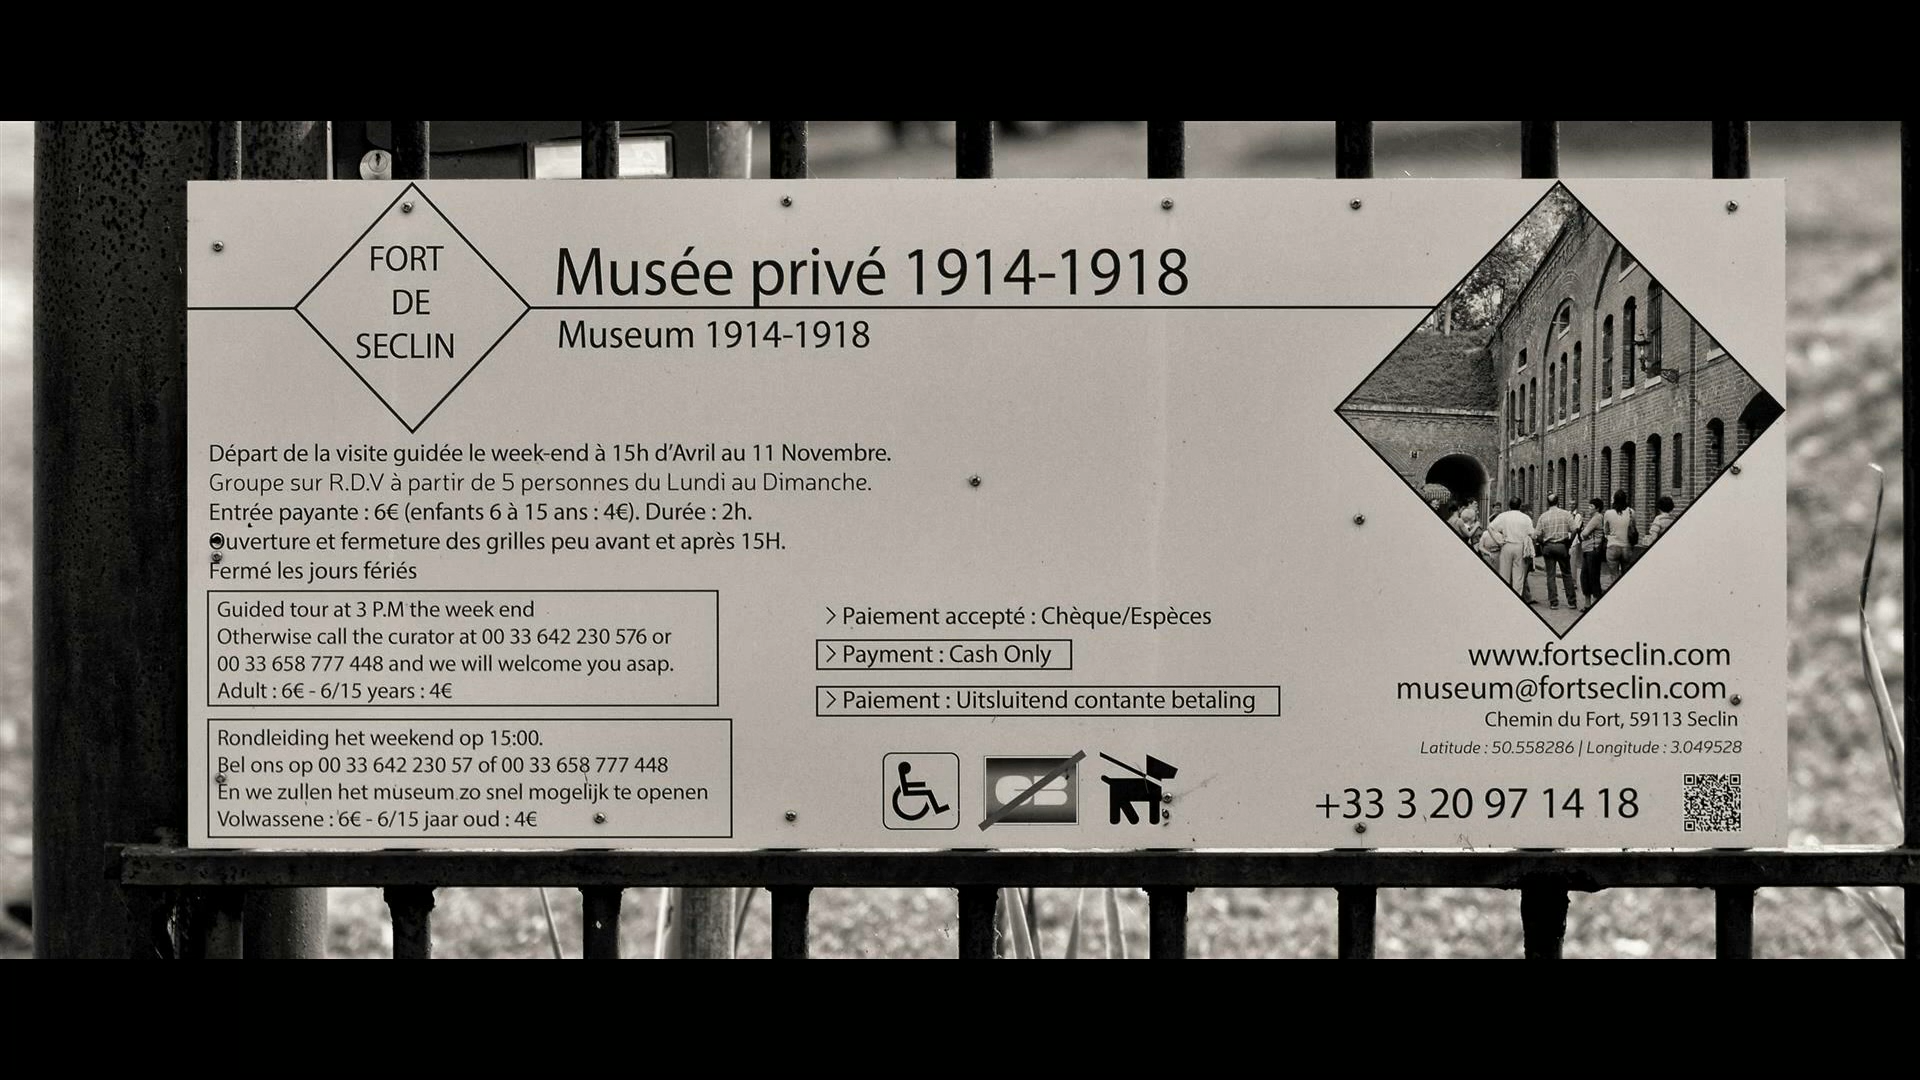 FORT
DE
SECLIN
Musée privé 1914-1918
Museum 1914-1918
Départ de la visite guidée le week-end à 15h d'Avril au 11 Novembre.
Groupe sur R.D.V à partir de 5 personnes du Lundi au Dimanche.
Entrée payante : 6€ (enfants 6 à 15 ans : 4€). Durée : 2h.
Ouverture et fermeture des grilles peu avant et après 15H.
Fermé les jours fériés
Guided tour at 3 P.M the week end
Otherwise call the curator at 00 33 642 230 576 or
00 33 658 777 448 and we will welcome you asap.
Adult : 6€ - 6/15 years : 4€
Rondleiding het weekend op 15:00.
Bel ons op 00 33 642 230 57 of 00 33 658 777 448
En we zullen het museum zo snel mogelijk te openen
Volwassene : 6€ - 6/15 jaar oud : 4€
> Paiement accepté : Chèque/Espèces
> Payment : Cash Only
> Paiement : Uitsluitend contante betaling
CB
www.fortseclin.com
museum@fortseclin.com
Chemin du Fort, 59113 Seclin
Latitude : 50.558286 | Longitude : 3.049528
+33 3 20 97 14 18